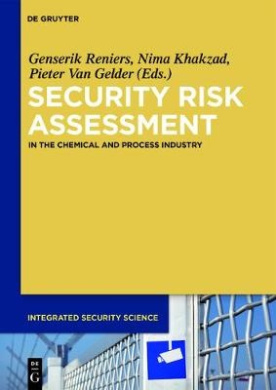 DE GRUYTER
Genserik Reniers, Nima Khakzad,
Pieter Van Gelder (Eds.)
SECURITY RISK
ASSESSMENT
IN THE CHEMICAL AND PROCESS INDUSTRY
INTEGRATED SECURITY SCIENCE
DE
G